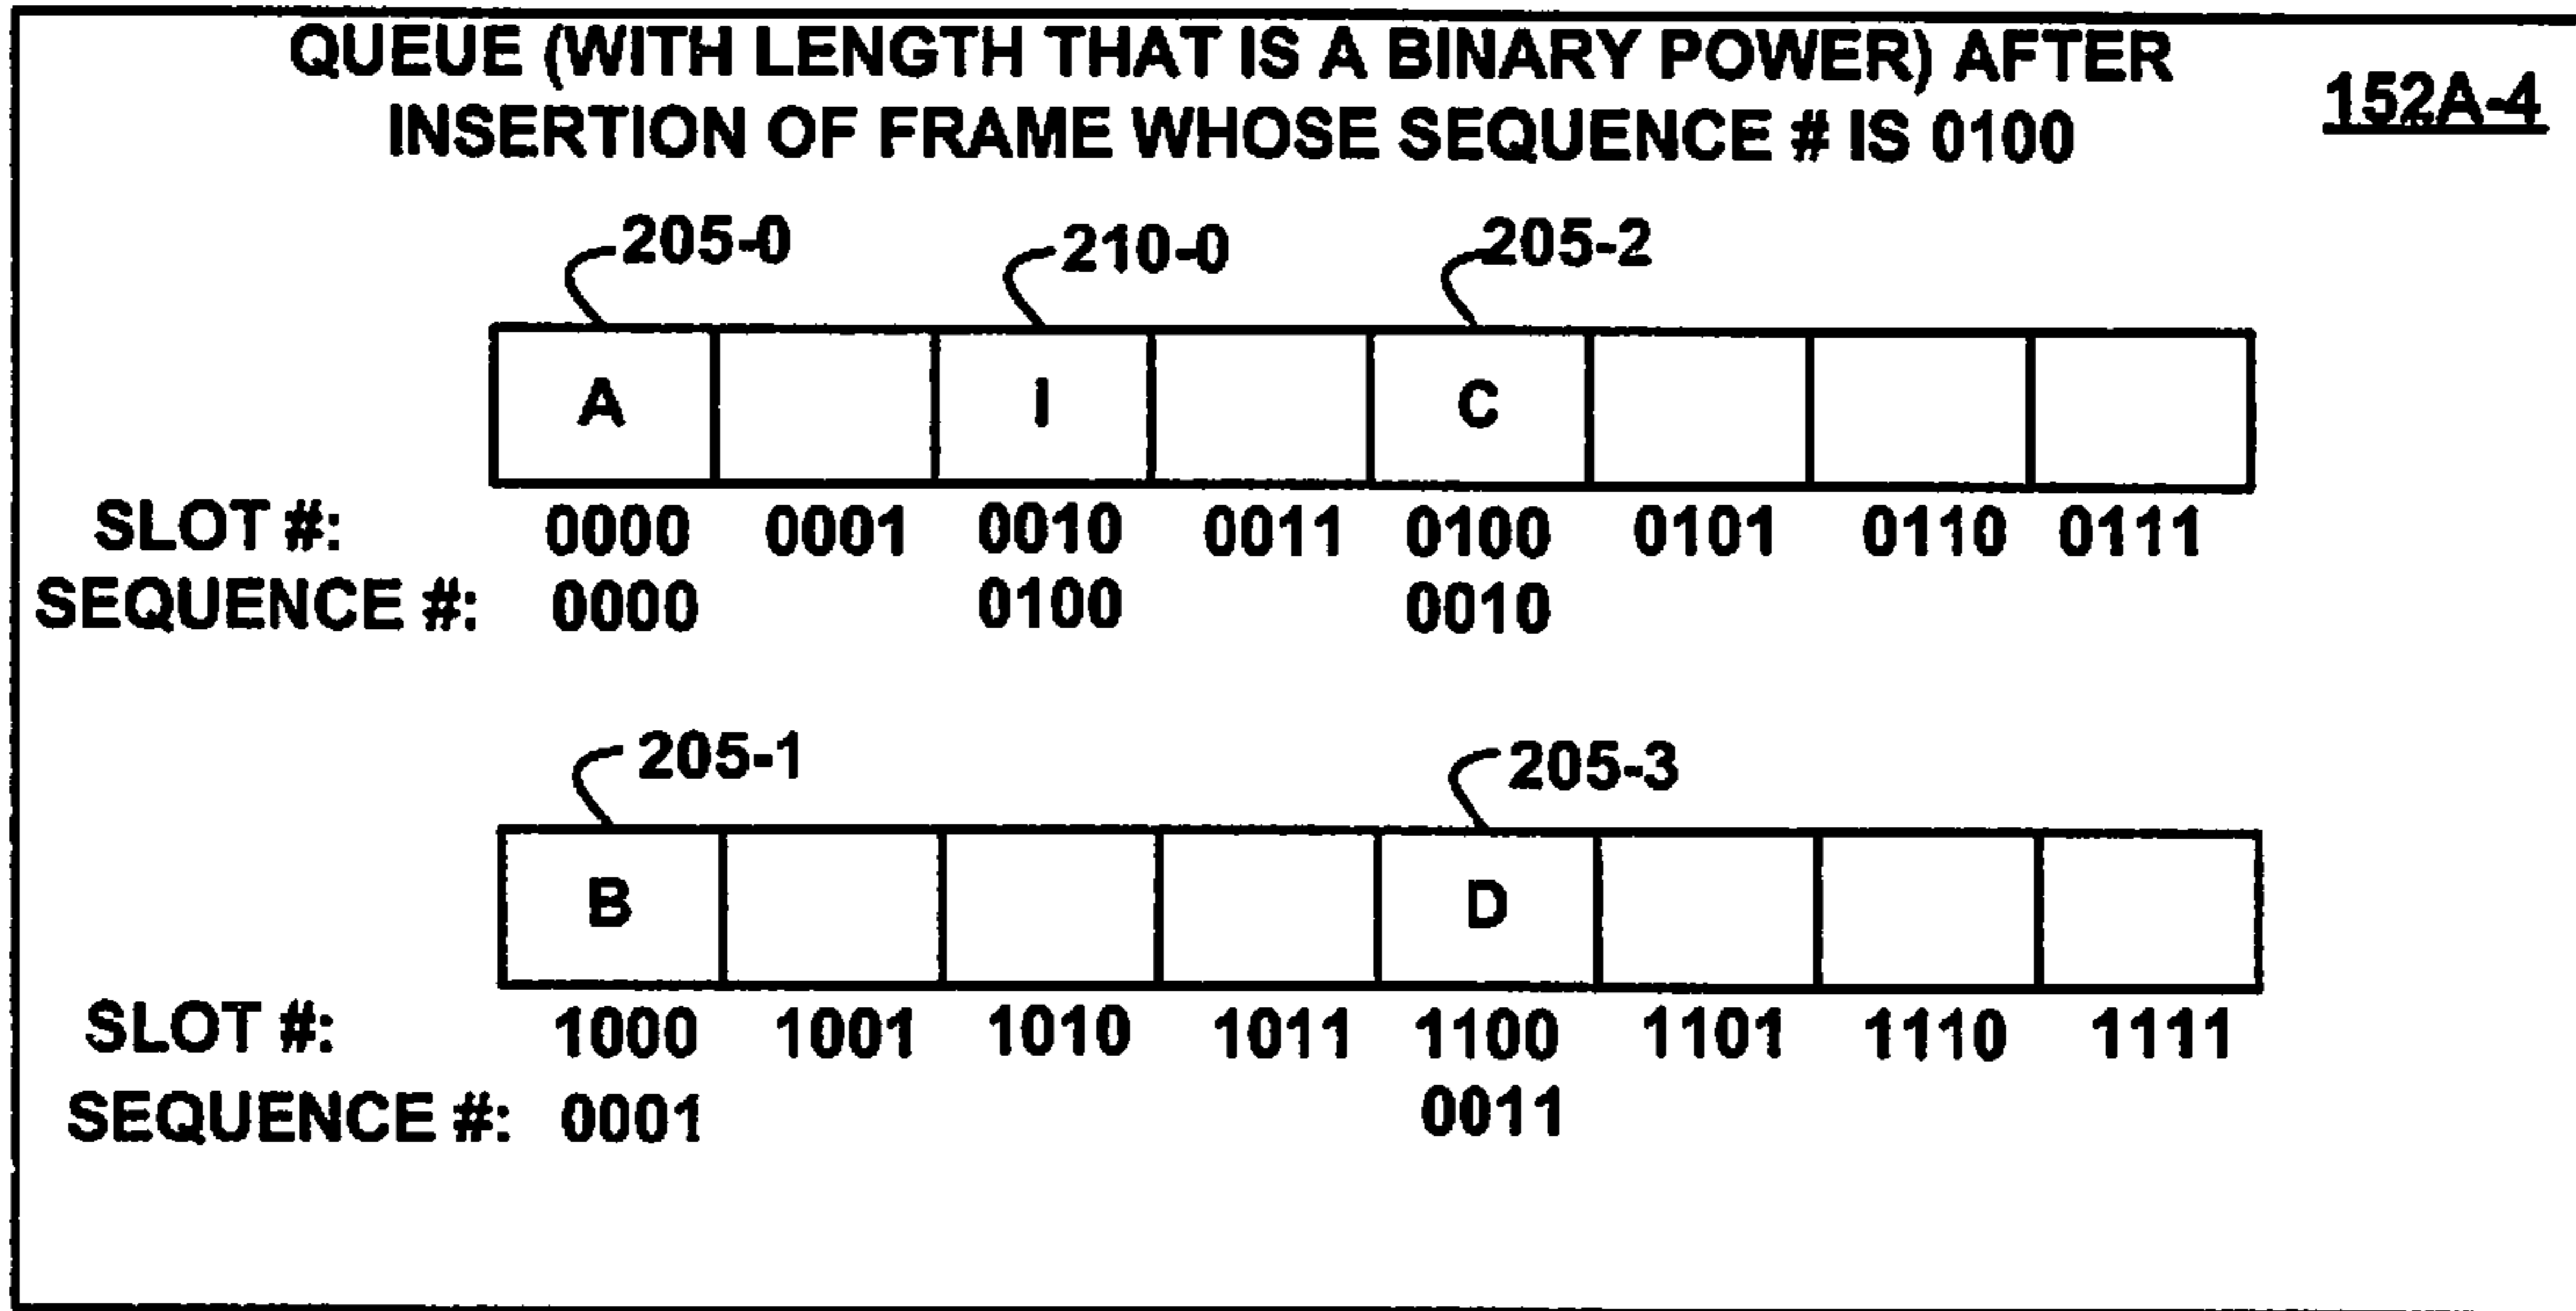 QUEUE (WITH LENGTH THAT IS A BINARY POWER) AFTER
INSERTION OF FRAME WHOSE SEQUENCE # IS 0100
152A-4
205-0 210-0 205-2
A I C
SLOT #: 0000 0001 0010 0011 0100 0101 0110 0111
SEQUENCE #: 0000 0100 0010
205-1 205-3
B D
SLOT #: 1000 1001 1010 1011 1100 1101 1110 1111
SEQUENCE #: 0001 0011